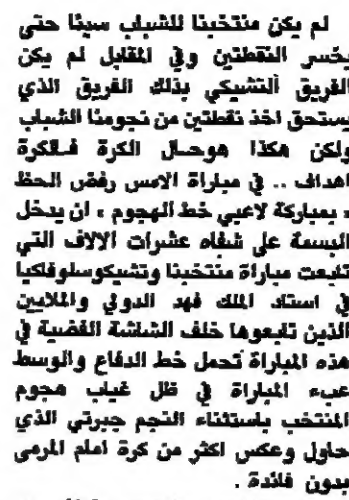 لم يكن منتخبنا للشباب سيئا حتى
يخسر النقطتين وفي المقابل لم يكن
الفريق التشيكي بذلك الفريق الذي
يستحق اخذ نقطتين من نجومنا الشباب
ولكن هكذا هوحال الكرة فالكرة
اهداف .. في مباراة الامس رفض الحظ
« بمباركة لاعبي خط الهجوم » ان يدخل
البسمة على شفاه عشرات الالاف التي
تابعت مباراة منتخبنا وتشيكوسلوفاكيا
في استاد الملك فهد الدولي والملايين
الذين تابعوها خلف الشاشة الفضية في
هذه المباراة تحمل خط الدفاع والوسط
عبء المباراة في ظل غياب هجوم
المنتخب باستثناء النجم جبرتي الذي
حاول وعكس اكثر من كرة امام المرمى
بدون فائدة .